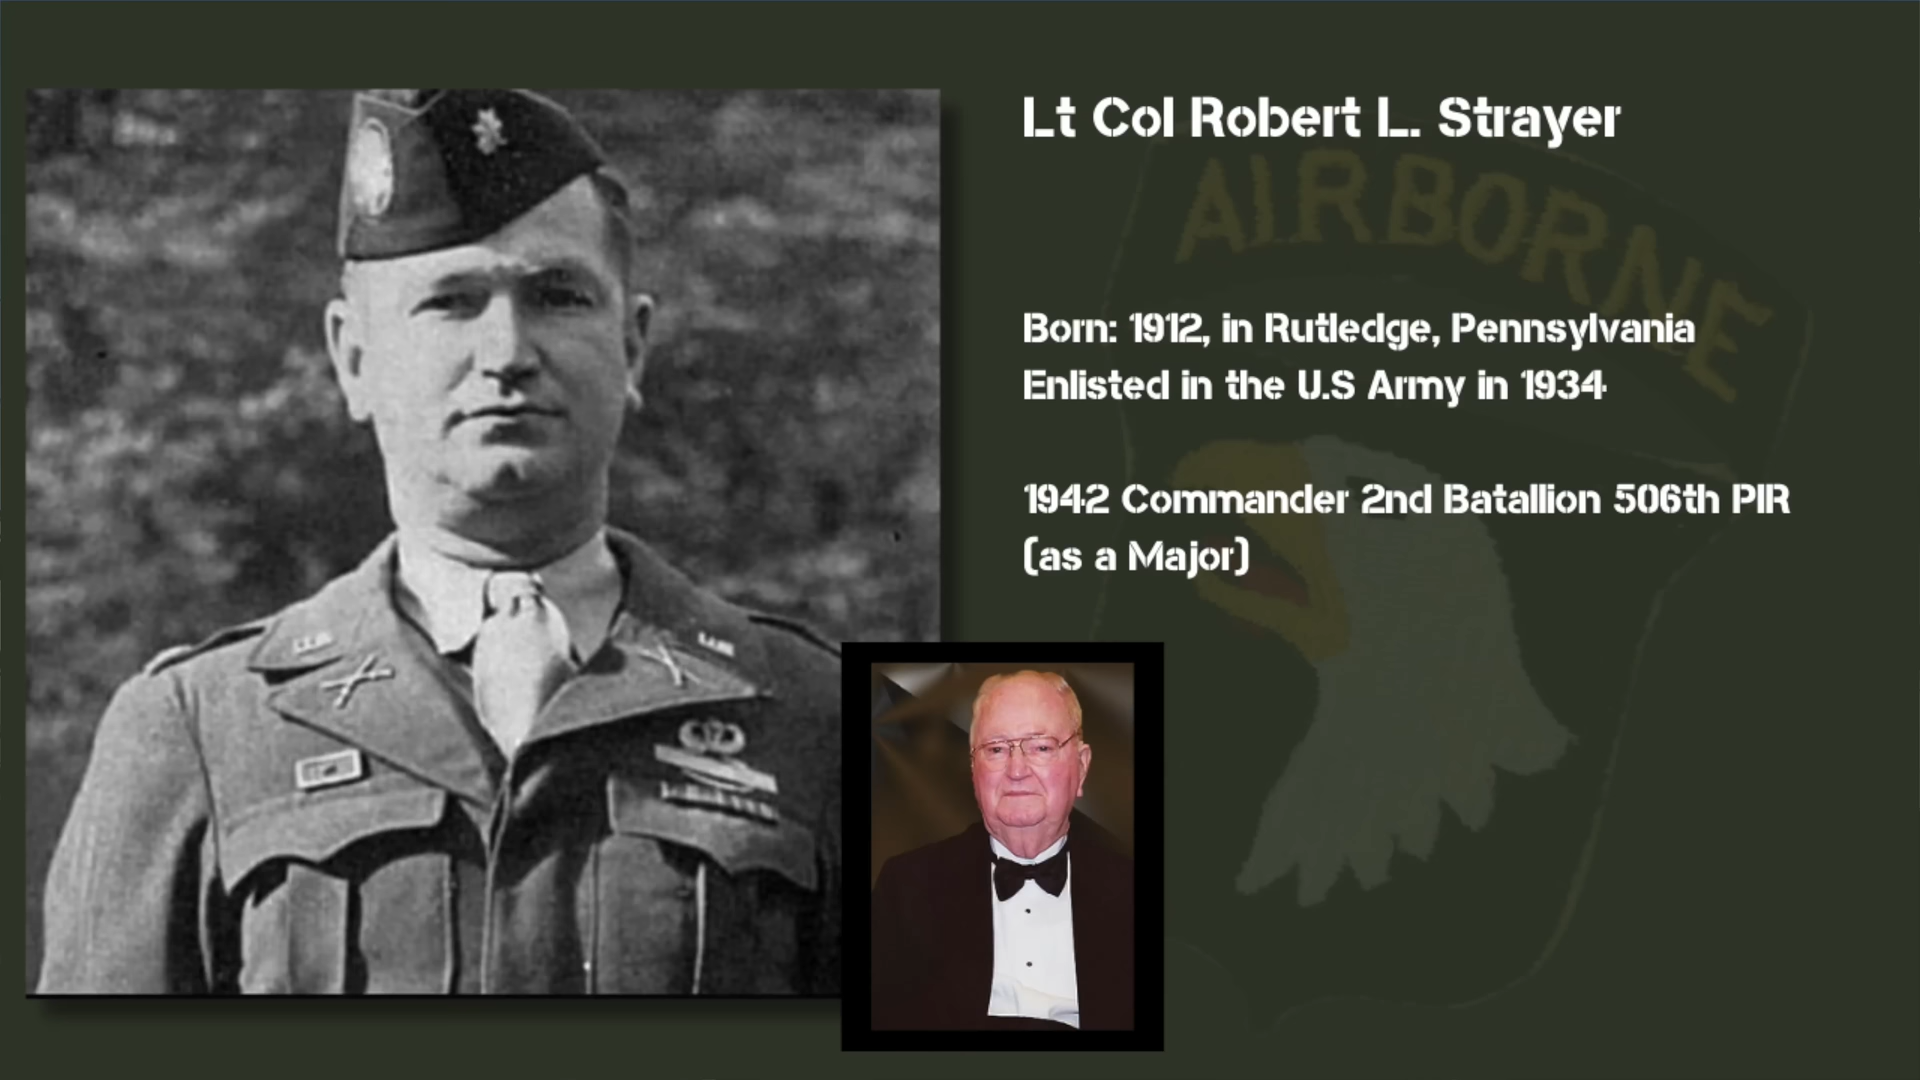 Lt Col Robert L. Strayer
AIRBORNE
Born: 1912, in Rutledge, Pennsylvania
Enlisted in the U.S Army in 1934
1942 Commander 2nd Batallion 506th PIR
(as a Major)